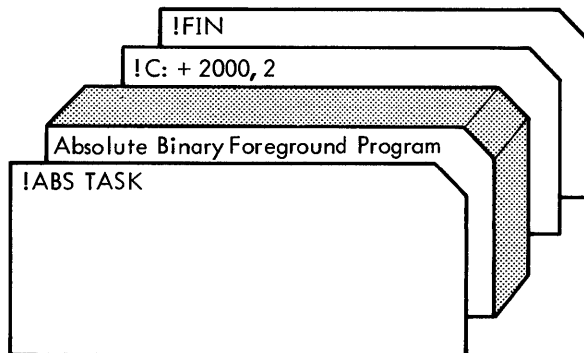 !FIN
!C: + 2000, 2
Absolute Binary Foreground Program
!ABS TASK